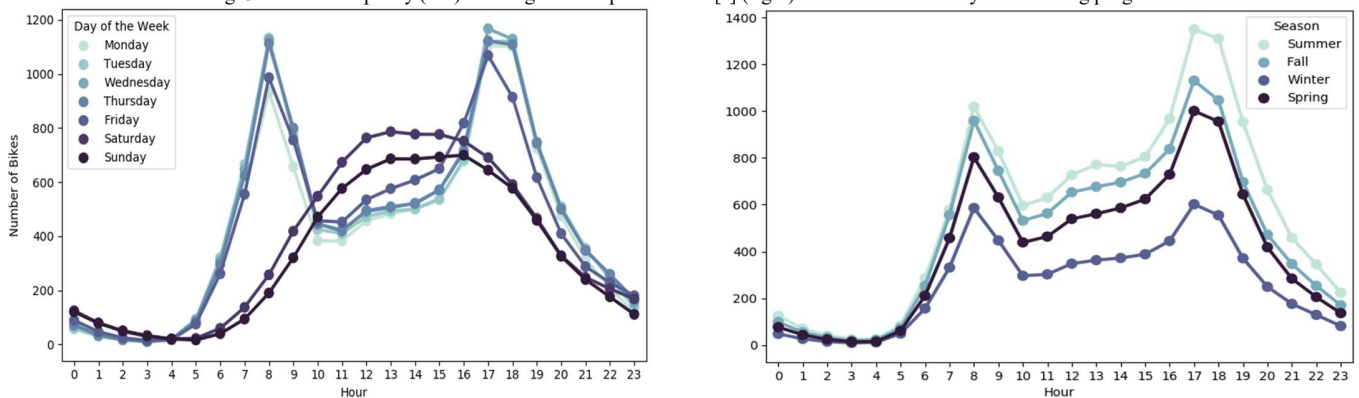 Day of the Week
Monday
Tuesday
Wednesday
Thursday
Friday
Saturday
Sunday
Number of Bikes
1200
1000
800
600
400
200
0
0 1 2 3 4 5 6 7 8 9 10 11 12 13 14 15 16 17 18 19 20 21 22 23
Hour
Season
Summer
Fall
Winter
Spring
1400
1200
1000
800
600
400
200
0
0 1 2 3 4 5 6 7 8 9 10 11 12 13 14 15 16 17 18 19 20 21 22 23
Hour